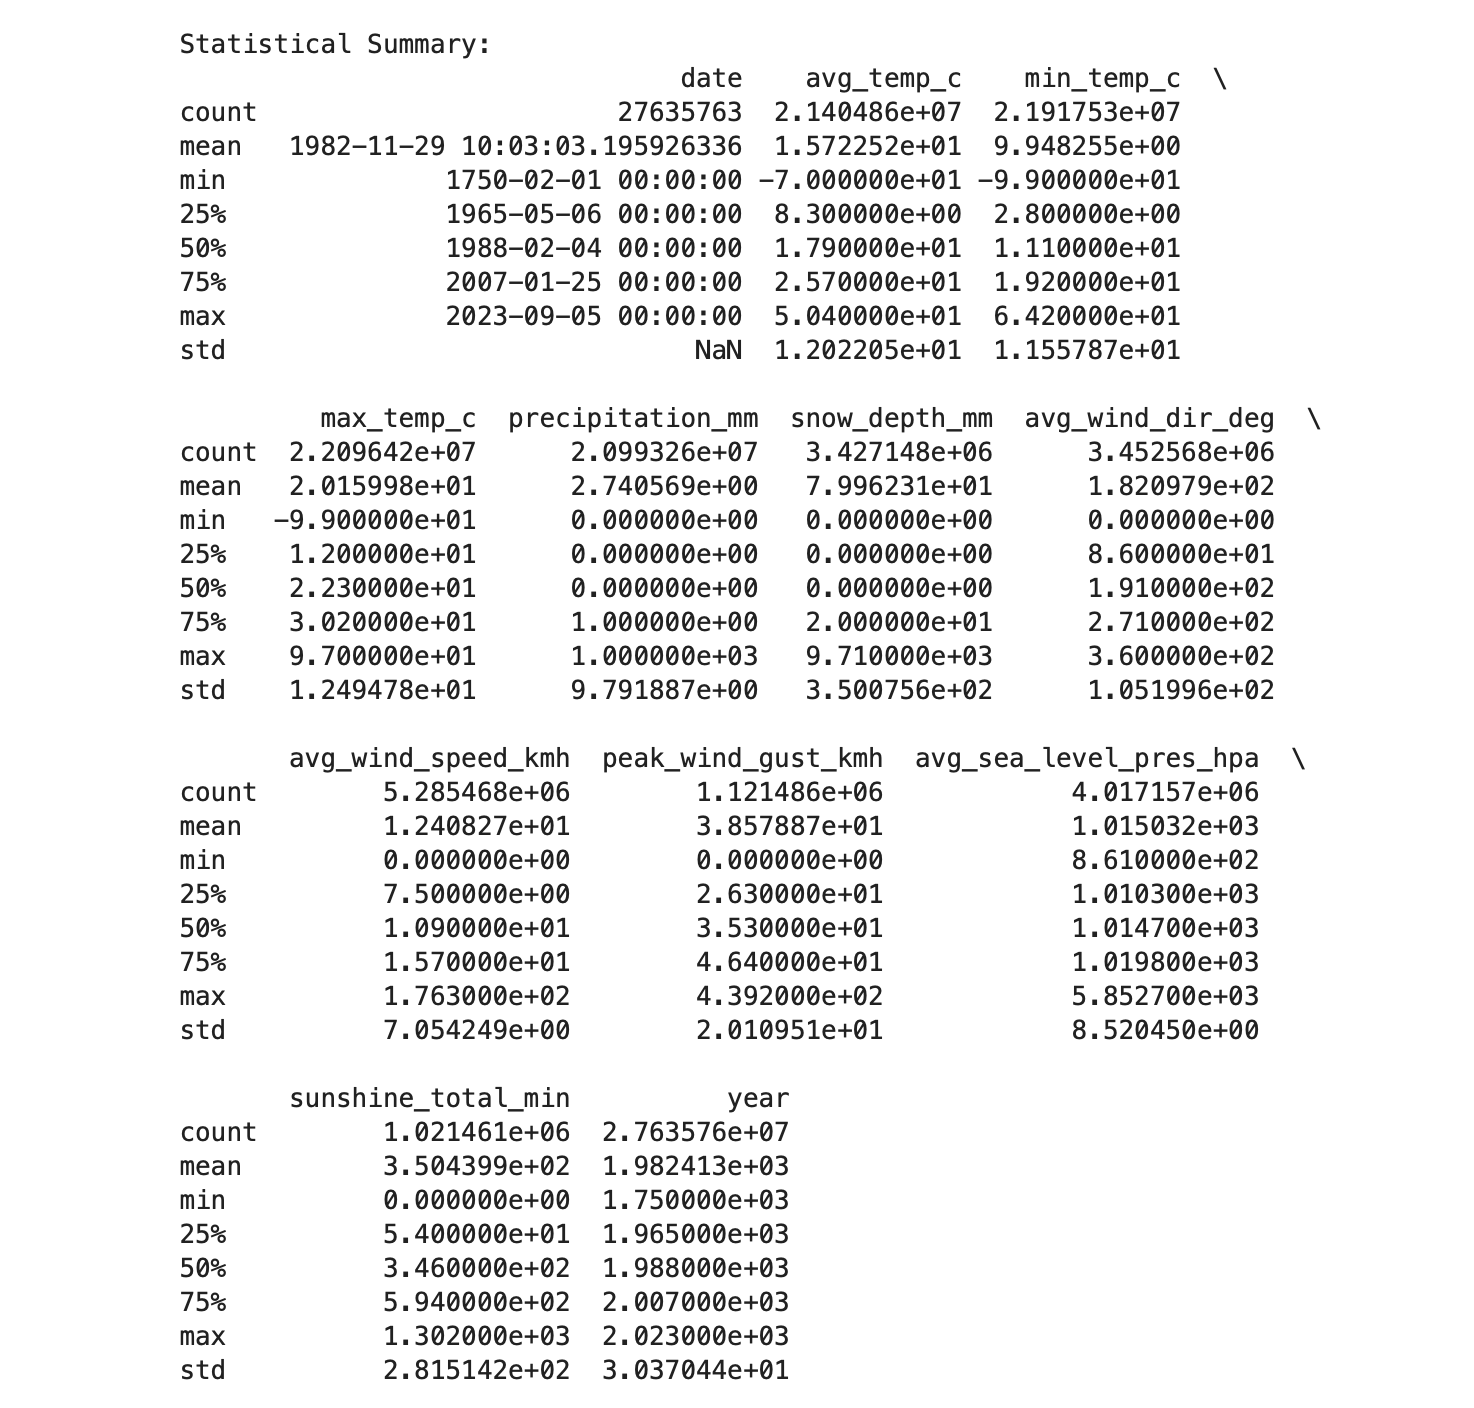 Statistical Summary:
                                date    avg_temp_c    min_temp_c  \
count                       27635763  2.140486e+07  2.191753e+07
mean   1982-11-29 10:03:03.195926336  1.572252e+01  9.948255e+00
min              1750-02-01 00:00:00 -7.000000e+01 -9.900000e+01
25%              1965-05-06 00:00:00  8.300000e+00  2.800000e+00
50%              1988-02-04 00:00:00  1.790000e+01  1.110000e+01
75%              2007-01-25 00:00:00  2.570000e+01  1.920000e+01
max              2023-09-05 00:00:00  5.040000e+01  6.420000e+01
std                              NaN  1.202205e+01  1.155787e+01

         max_temp_c  precipitation_mm  snow_depth_mm  avg_wind_dir_deg  \
count  2.209642e+07      2.099326e+07   3.427148e+06      3.452568e+06
mean   2.015998e+01      2.740569e+00   7.996231e+01      1.820979e+02
min   -9.900000e+01      0.000000e+00   0.000000e+00      0.000000e+00
25%    1.200000e+01      0.000000e+00   0.000000e+00      8.600000e+01
50%    2.230000e+01      0.000000e+00   0.000000e+00      1.910000e+02
75%    3.020000e+01      1.000000e+00   2.000000e+01      2.710000e+02
max    9.700000e+01      1.000000e+03   9.710000e+03      3.600000e+02
std    1.249478e+01      9.791887e+00   3.500756e+02      1.051996e+02

       avg_wind_speed_kmh  peak_wind_gust_kmh  avg_sea_level_pres_hpa  \
count        5.285468e+06        1.121486e+06            4.017157e+06
mean         1.240827e+01        3.857887e+01            1.015032e+03
min          0.000000e+00        0.000000e+00            8.610000e+02
25%          7.500000e+00        2.630000e+01            1.010300e+03
50%          1.090000e+01        3.530000e+01            1.014700e+03
75%          1.570000e+01        4.640000e+01            1.019800e+03
max          1.763000e+02        4.392000e+02            5.852700e+03
std          7.054249e+00        2.010951e+01            8.520450e+00

       sunshine_total_min          year
count        1.021461e+06  2.763576e+07
mean         3.504399e+02  1.982413e+03
min          0.000000e+00  1.750000e+03
25%          5.400000e+01  1.965000e+03
50%          3.460000e+02  1.988000e+03
75%          5.940000e+02  2.007000e+03
max          1.302000e+03  2.023000e+03
std          2.815142e+02  3.037044e+01